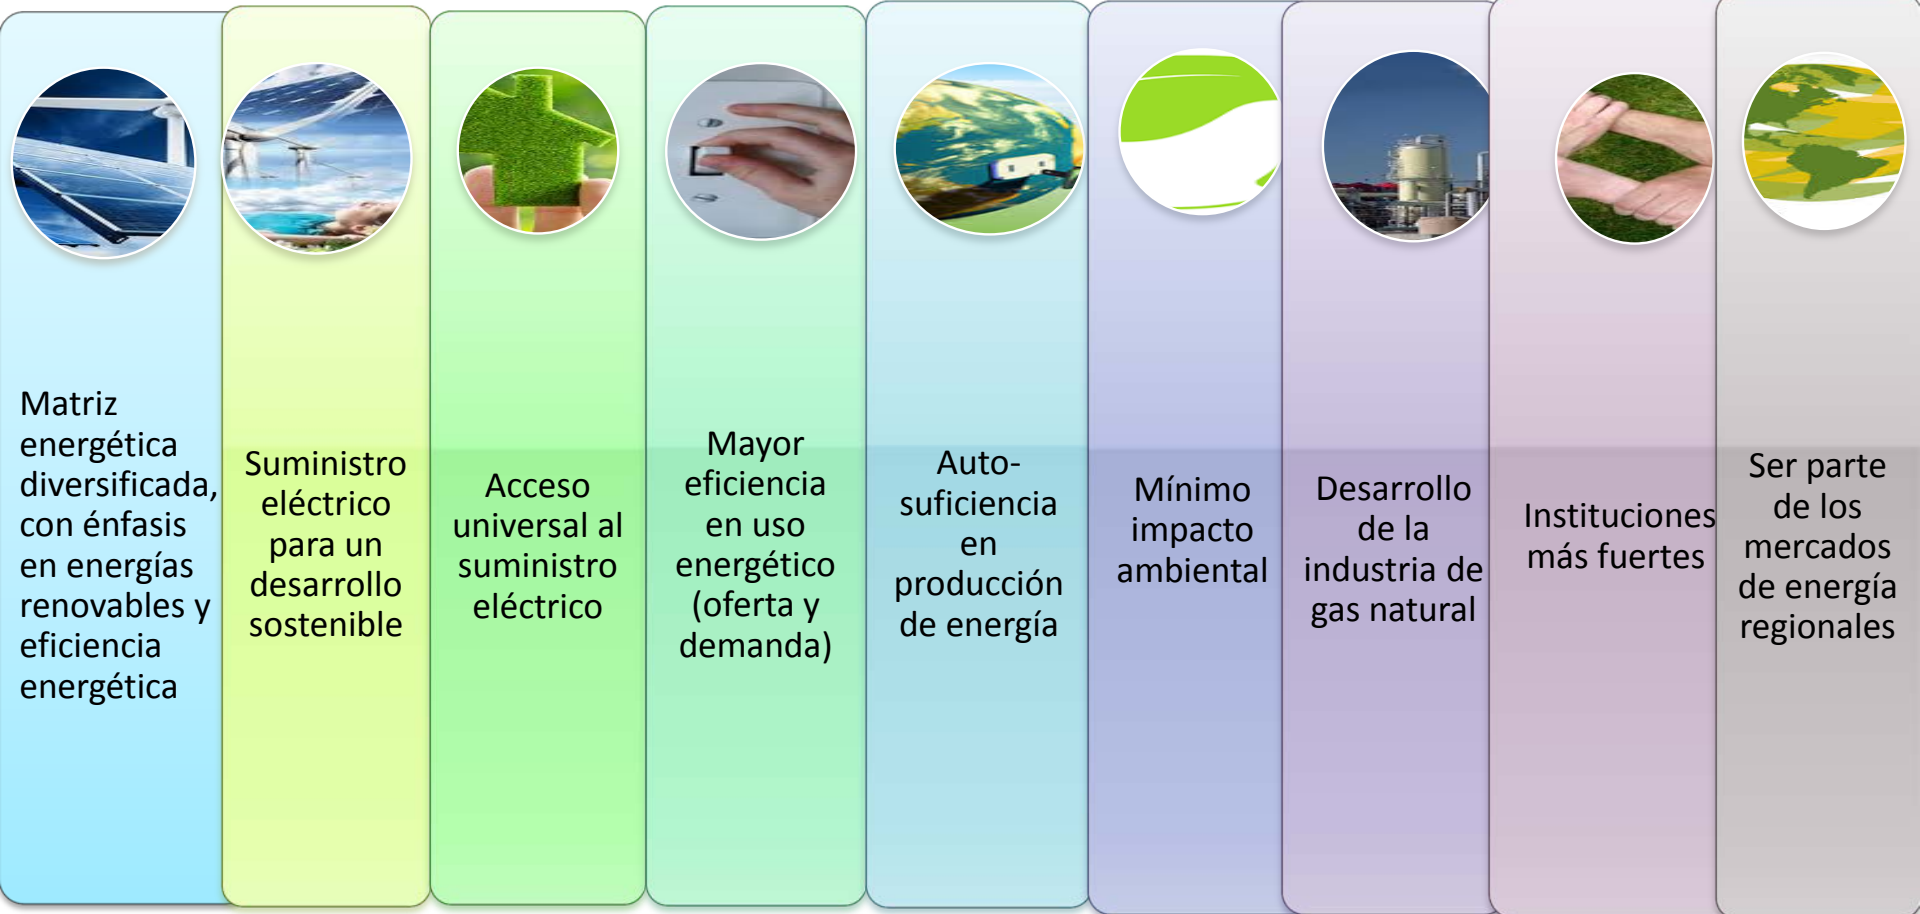 Matriz
energética
diversificada,
con énfasis
en energías
renovables y
eficiencia
energética
Suministro
eléctrico
para un
desarrollo
sostenible
Acceso
universal al
suministro
eléctrico
Mayor
eficiencia
en uso
energético
(oferta y
demanda)
Auto-
suficiencia
en
producción
de energía
Mínimo
impacto
ambiental
Desarrollo
de la
industria de
gas natural
Instituciones
más fuertes
Ser parte
de los
mercados
de energía
regionales